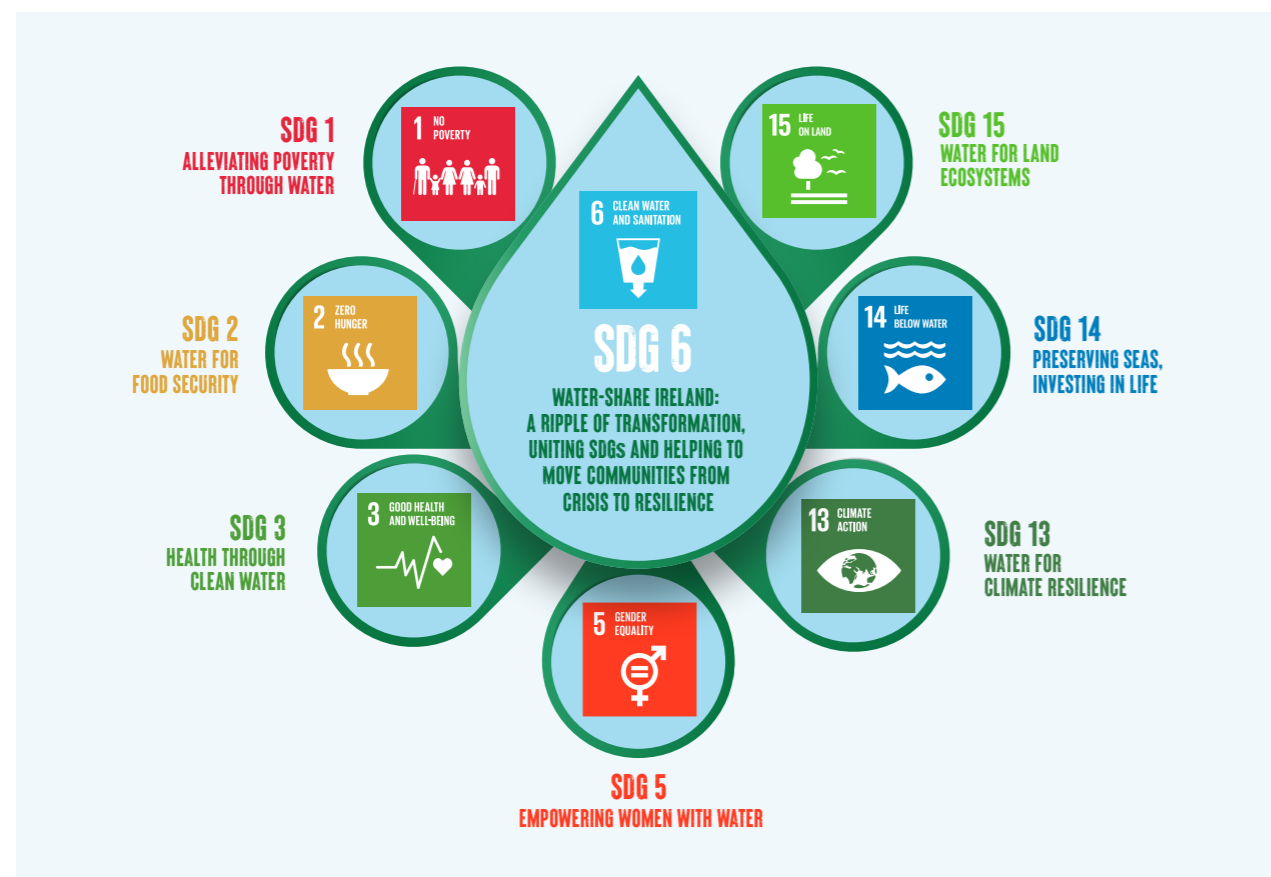 SDG 1
ALLEVIATING POVERTY
THROUGH WATER
1 NO
POVERTY
SDG 2
WATER FOR
FOOD SECURITY
2 ZERO
HUNGER
SDG 3
HEALTH THROUGH
CLEAN WATER
3 GOOD HEALTH
AND WELL-BEING
6 CLEAN WATER
AND SANITATION
SDG 6
WATER-SHARE IRELAND:
A RIPPLE OF TRANSFORMATION,
UNITING SDGs AND HELPING TO
MOVE COMMUNITIES FROM
CRISIS TO RESILIENCE
5 GENDER
EQUALITY
SDG 5
EMPOWERING WOMEN WITH WATER
15 LIFE
ON LAND
SDG 15
WATER FOR LAND
ECOSYSTEMS
14 LIFE
BELOW WATER
SDG 14
PRESERVING SEAS,
INVESTING IN LIFE
13 CLIMATE
ACTION
SDG 13
WATER FOR
CLIMATE RESILIENCE